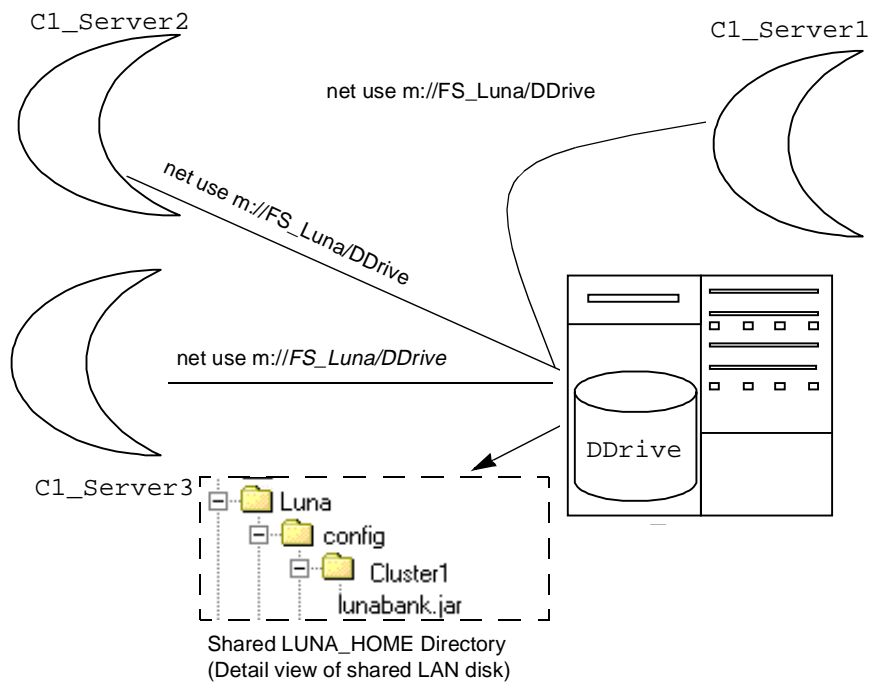 C1_Server2
C1_Server1
net use m://FS_Luna/DDrive
net use m://FS_Luna/DDrive
net use m://FS_Luna/DDrive
DDrive
C1_Server3
Luna
config
Cluster1
lunabank.jar
Shared LUNA_HOME Directory
(Detail view of shared LAN disk)